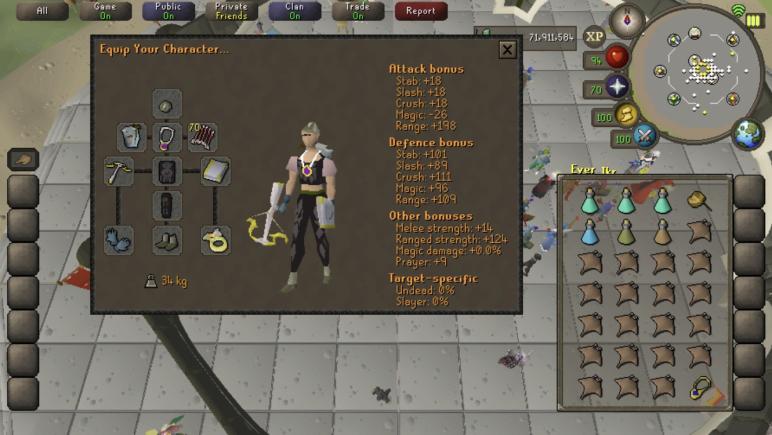 All
Game
On
Public
On
Private
Friends
Clan
On
Trade
On
Report
71,911,584
XP
94
70
100
100
Equip Your Character...
70
34 kg
Attack bonus
Stab: +18
Slash: +18
Crush: +18
Magic: -26
Range: +198
Defence bonus
Stab: +101
Slash: +89
Crush: +111
Magic: +96
Range: +109
Other bonuses
Melee strength: +14
Ranged strength: +124
Magic damage: +0.0%
Prayer: +9
Target-specific
Undead: 0%
Slayer: 0%